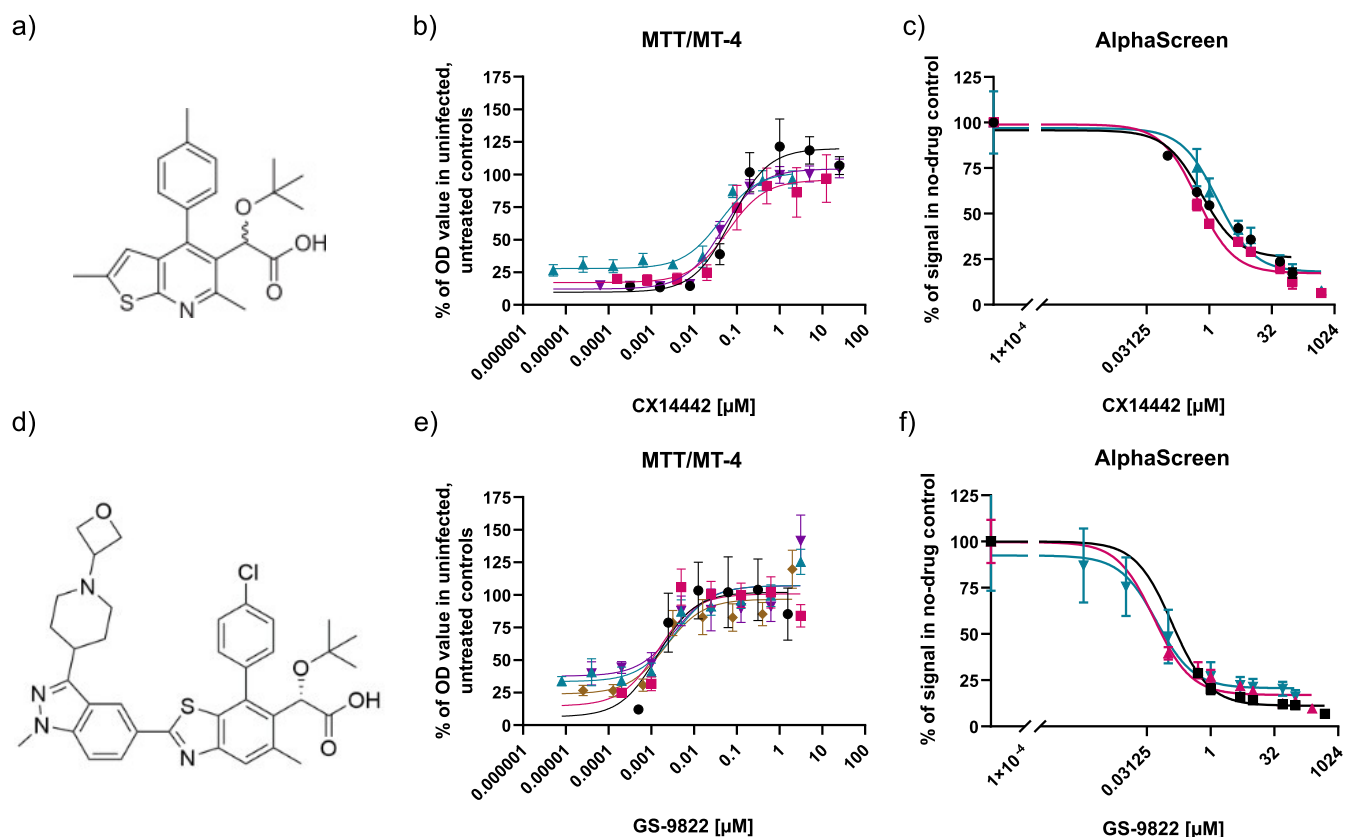 a)
O
OH
O
S
N
b)
MTT/MT-4
% of OD value in uninfected,
untreated controls
175
150
125
100
75
50
25
0
0.000001
0.00001
0.0001
0.001
0.01
0.1
1
10
100
CX14442 [µM]
c)
AlphaScreen
% of signal in no-drug control
125
100
75
50
25
0
1×10⁻⁴
0.03125
1
32
1024
CX14442 [µM]
d)
O
N
Cl
O
OH
O
N
N
S
N
e)
MTT/MT-4
% of OD value in uninfected,
untreated controls
175
150
125
100
75
50
25
0
0.000001
0.00001
0.0001
0.001
0.01
0.1
1
10
100
GS-9822 [µM]
f)
AlphaScreen
% of signal in no-drug control
125
100
75
50
25
0
1×10⁻⁴
0.03125
1
32
1024
GS-9822 [µM]